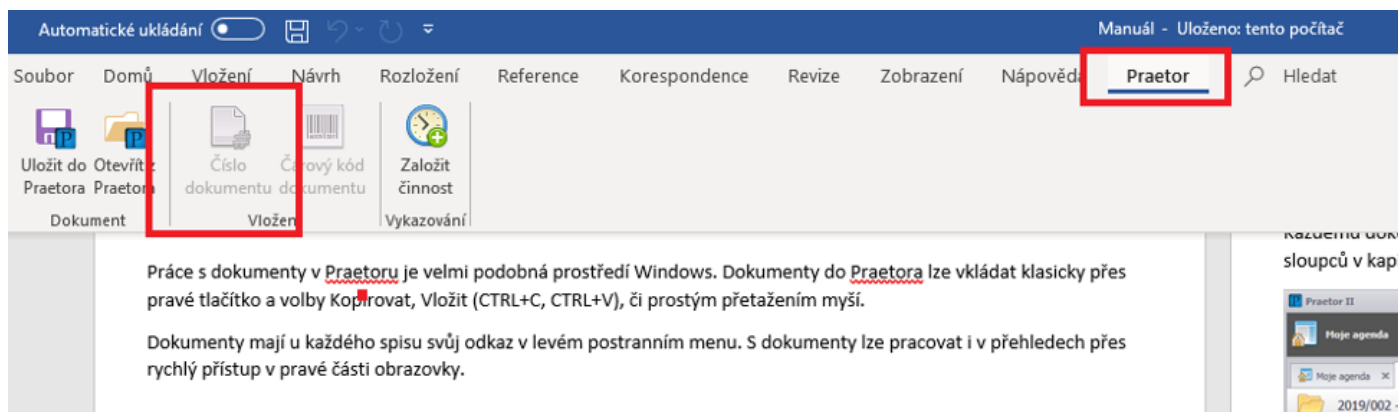 Automatické ukládání
Manuál - Uloženo: tento počítač
Soubor Domů Vložení Návrh Rozložení Reference Korespondence Revize Zobrazení Nápověda Praetor Hledat
Uložit do Otevřít z Číslo Čárový kód Založit
Praetora Praetora dokumentu dokumentu činnost
Dokument Vložení Vykazování
Práce s dokumenty v Praetoru je velmi podobná prostředí Windows. Dokumenty do Praetora lze vkládat klasicky přes
pravé tlačítko a volby Kopírovat, Vložit (CTRL+C, CTRL+V), či prostým přetažením myší.
Dokumenty mají u každého spisu svůj odkaz v levém postranním menu. S dokumenty lze pracovat i v přehledech přes
rychlý přístup v pravé části obrazovky.
Každému
sloupců v
Praetor II
Moje agenda
Moje agenda
2019/002 -